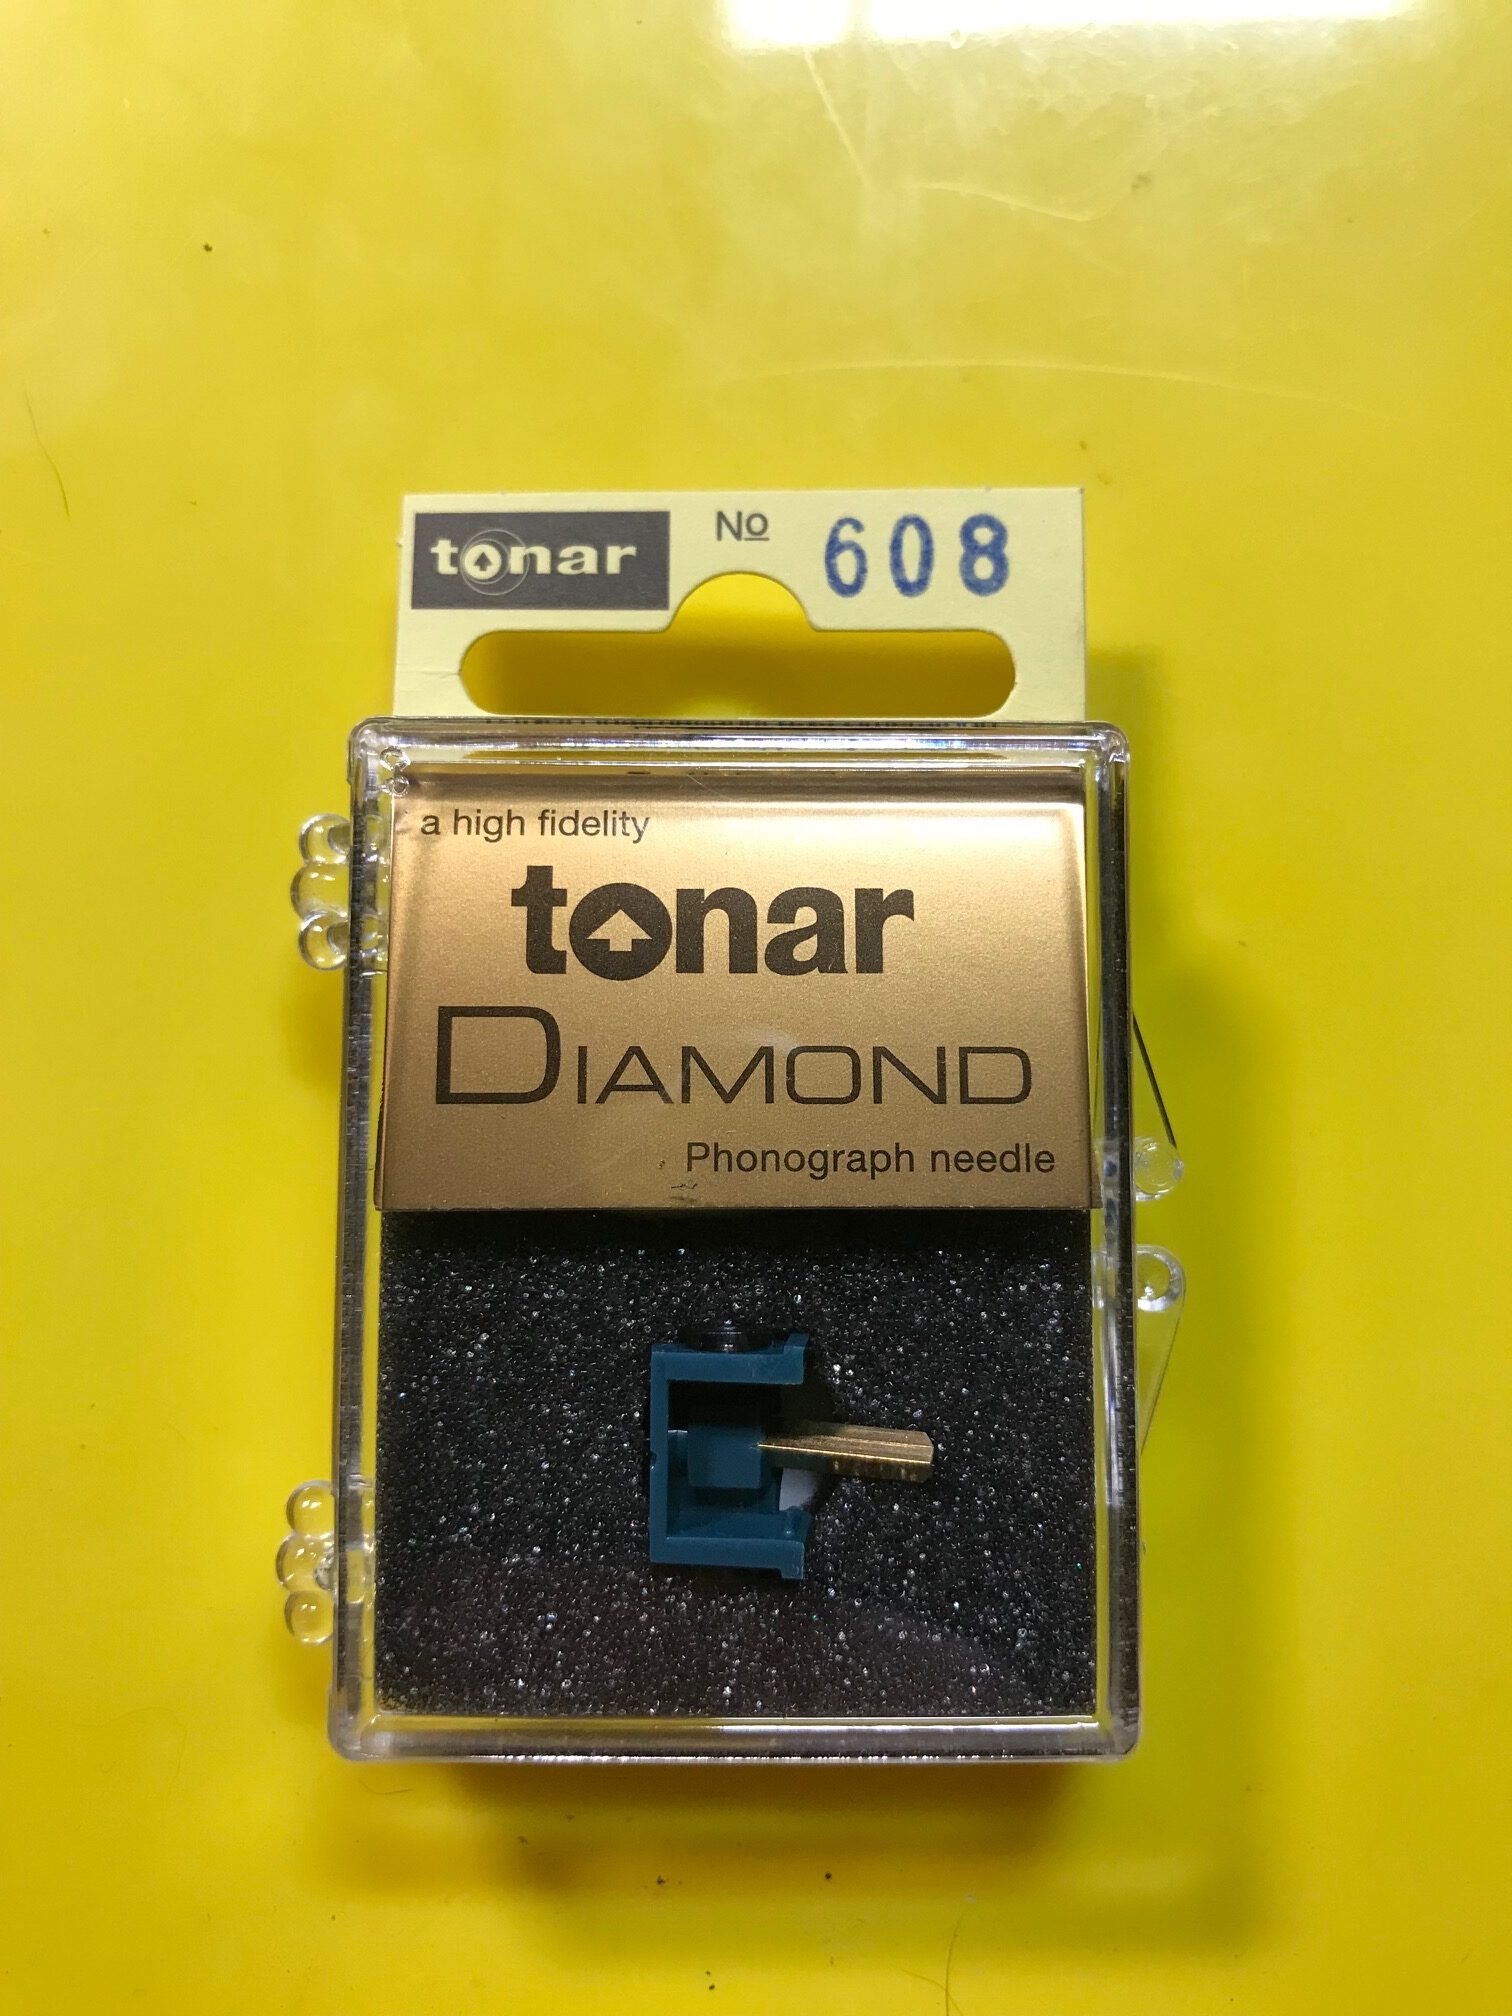 tonar No 608
a high fidelity
tonar
DIAMOND
Phonograph needle